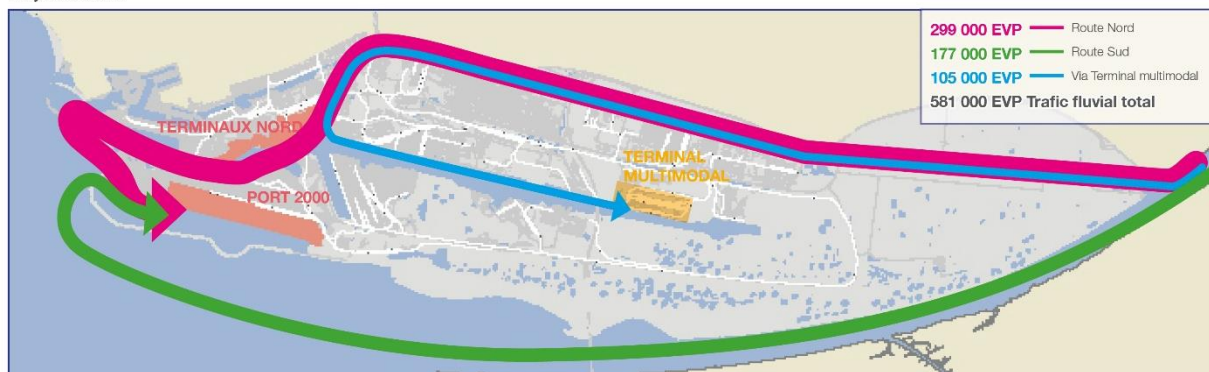 299 000 EVP Route Nord
177 000 EVP Route Sud
105 000 EVP Via Terminal multimodal
581 000 EVP Trafic fluvial total
TERMINAUX NORD
TERMINAL
MULTIMODAL
PORT 2000